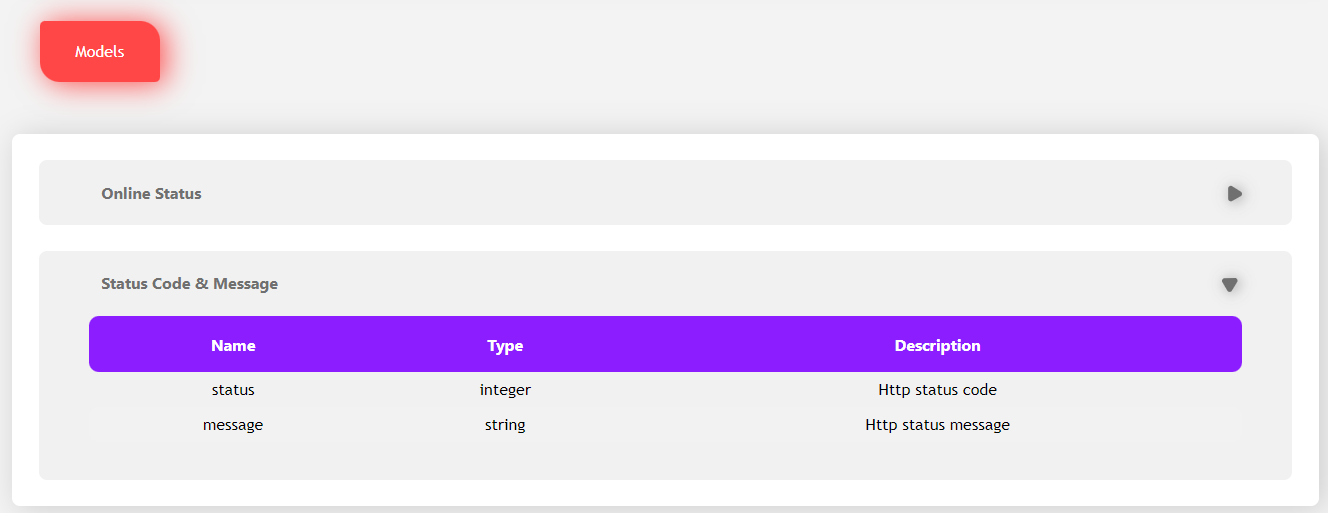 Models
Online Status
Status Code & Message
Name Type Description
status integer Http status code
message string Http status message